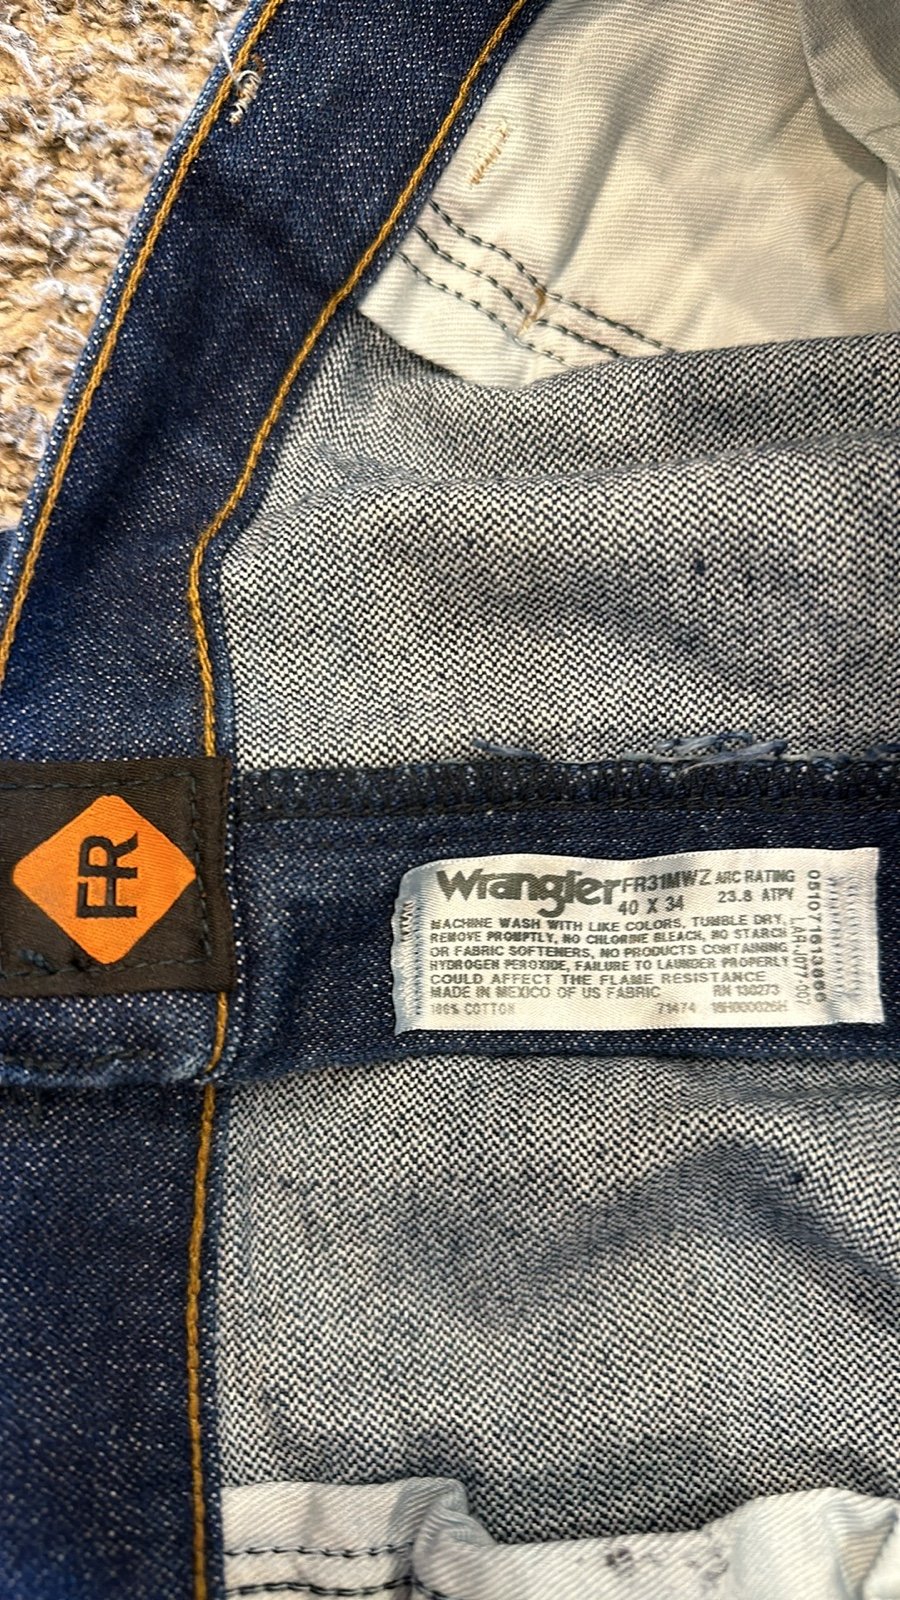 FR
Wrangler FR31MWZ ARC RATING
40 X 34 23.8 ATPV
MACHINE WASH WITH LIKE COLORS, TUMBLE DRY,
REMOVE PROMPTLY, NO CHLORINE BLEACH, NO STARCH
OR FABRIC SOFTENERS, NO PRODUCTS CONTAINING
HYDROGEN PEROXIDE, FAILURE TO LAUNDER PROPERLY
COULD AFFECT THE FLAME RESISTANCE
MADE IN MEXICO OF US FABRIC RN 130273
100% COTTON 71474
051071613866